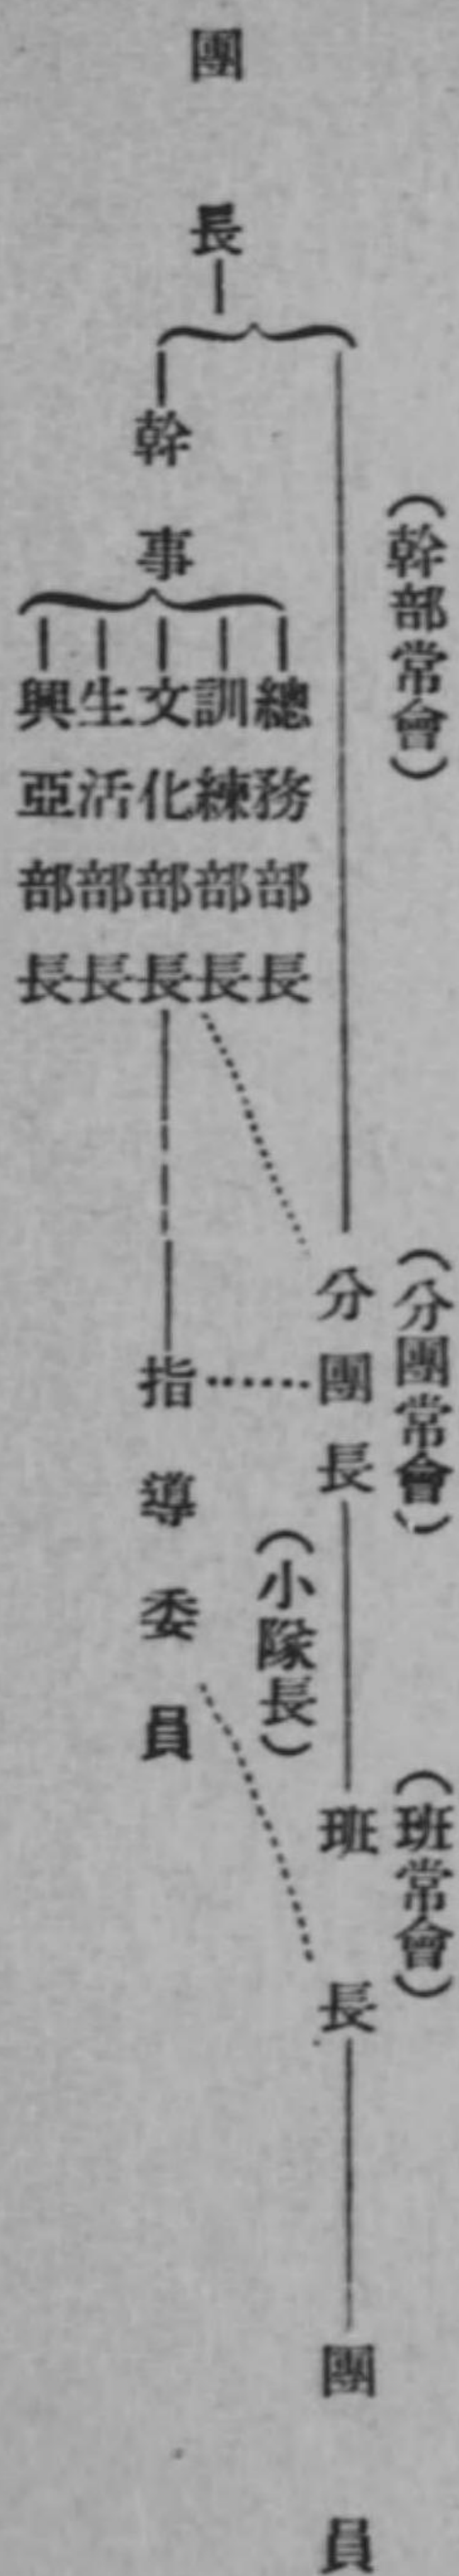 團長
(幹部常會)
幹事
總務部長
訓練部長
文化部長
生活部長
興亞部長
(分團常會)
分團長
指導委員
(小隊長)
(班常會)
班長
團員